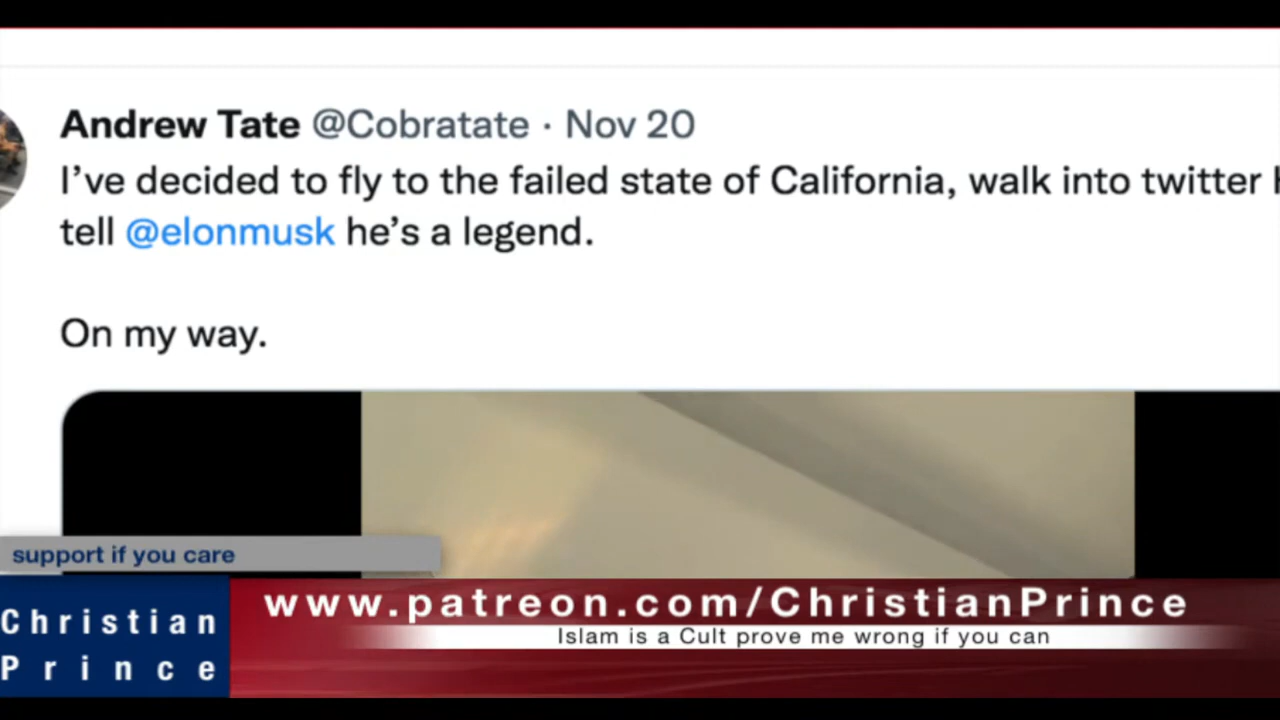 Andrew Tate @Cobratate · Nov 20
I’ve decided to fly to the failed state of California, walk into twitter
tell @elonmusk he’s a legend.
On my way.
support if you care
Christian
Prince
www.patreon.com/ChristianPrince
Islam is a Cult prove me wrong if you can